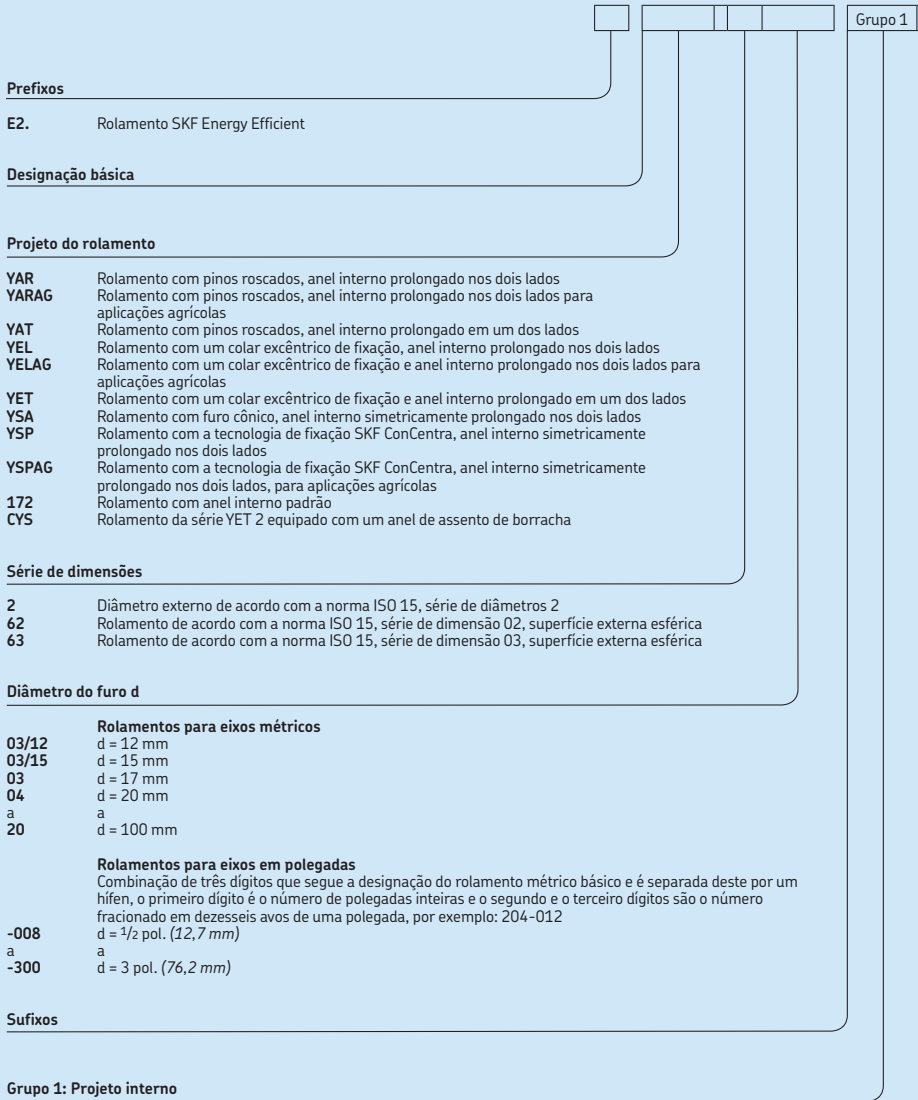 Grupo 1
Prefixos
E2. Rolamento SKF Energy Efficient
Designação básica
Projeto do rolamento
YAR Rolamento com pinos roscados, anel interno prolongado nos dois lados
YARAG Rolamento com pinos roscados, anel interno prolongado nos dois lados para
aplicações agrícolas
YAT Rolamento com pinos roscados, anel interno prolongado em um dos lados
YEL Rolamento com um colar excêntrico de fixação, anel interno prolongado nos dois lados
YELAG Rolamento com um colar excêntrico de fixação e anel interno prolongado nos dois lados para
aplicações agrícolas
YET Rolamento com um colar excêntrico de fixação e anel interno prolongado em um dos lados
YSA Rolamento com furo cônico, anel interno simetricamente prolongado nos dois lados
YSP Rolamento com a tecnologia de fixação SKF ConCentra, anel interno simetricamente
prolongado nos dois lados
YSPAG Rolamento com a tecnologia de fixação SKF ConCentra, anel interno simetricamente
prolongado nos dois lados, para aplicações agrícolas
172 Rolamento com anel interno padrão
CYS Rolamento da série YET 2 equipado com um anel de assento de borracha
Série de dimensões
2 Diâmetro externo de acordo com a norma ISO 15, série de diâmetros 2
62 Rolamento de acordo com a norma ISO 15, série de dimensão 02, superfície externa esférica
63 Rolamento de acordo com a norma ISO 15, série de dimensão 03, superfície externa esférica
Diâmetro do furo d
Rolamentos para eixos métricos
03/12 d = 12 mm
03/15 d = 15 mm
03 d = 17 mm
04 d = 20 mm
a a
20 d = 100 mm
Rolamentos para eixos em polegadas
Combinação de três dígitos que segue a designação do rolamento métrico básico e é separada deste por um
hífen, o primeiro dígito é o número de polegadas inteiras e o segundo e o terceiro dígitos são o número
fracionado em dezesseis avos de uma polegada, por exemplo: 204-012
-008 d = 1/2 pol. (12,7 mm)
a a
-300 d = 3 pol. (76,2 mm)
Sufixos
Grupo 1: Projeto interno